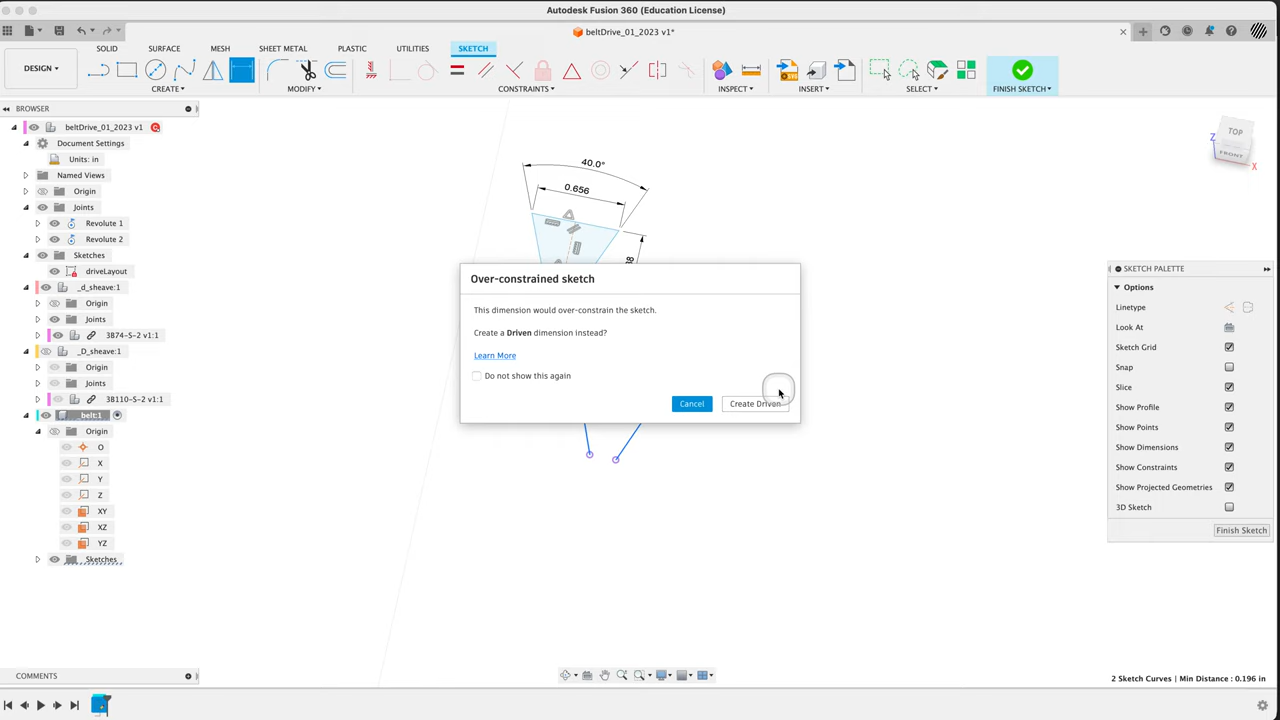 Autodesk Fusion 360 (Education License)
beltDrive_01_2023 v1*
DESIGN
SOLID
SURFACE
MESH
SHEET METAL
PLASTIC
UTILITIES
SKETCH
CREATE
MODIFY
CONSTRAINTS
INSPECT
INSERT
SELECT
FINISH SKETCH
BROWSER
beltDrive_01_2023 v1
Document Settings
Units: in
Named Views
Origin
Joints
Revolute 1
Revolute 2
Sketches
driveLayout
_d_sheave:1
Origin
Joints
3B74-S-2 v1:1
_D_sheave:1
Origin
Joints
3B110-S-2 v1:1
_belt:1
Origin
O
X
Y
Z
XY
XZ
YZ
Sketches
COMMENTS
40.0°
0.656
TOP
FRONT
Z
X
Over-constrained sketch
This dimension would over-constrain the sketch.
Create a Driven dimension instead?
Learn More
Do not show this again
Cancel
Create Driven
SKETCH PALETTE
Options
Linetype
Look At
Sketch Grid
Snap
Slice
Show Profile
Show Points
Show Dimensions
Show Constraints
Show Projected Geometries
3D Sketch
Finish Sketch
2 Sketch Curves | Min Distance : 0.196 in